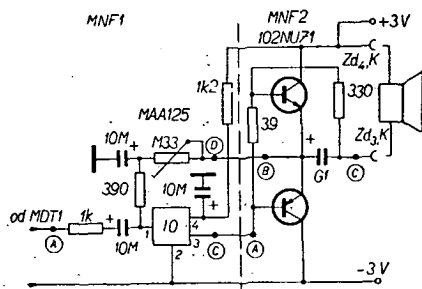 MNF1
MNF2
102NU71
+3V
Zd4,K
1k2
330
39
MAA125
Zd3,K
10M
M33
D
+
B
G1
C
390
10M
od MDT1
1k
IO
4
A
10M
1
3
C
A
2
-3V